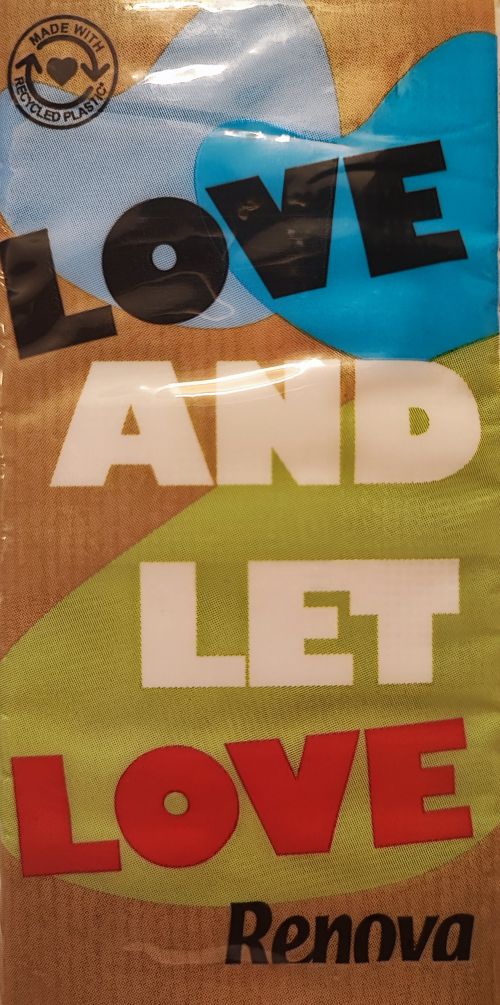 MADE WITH
RECYCLED PLASTIC*
LOVE
AND
LET
LOVE
Renova